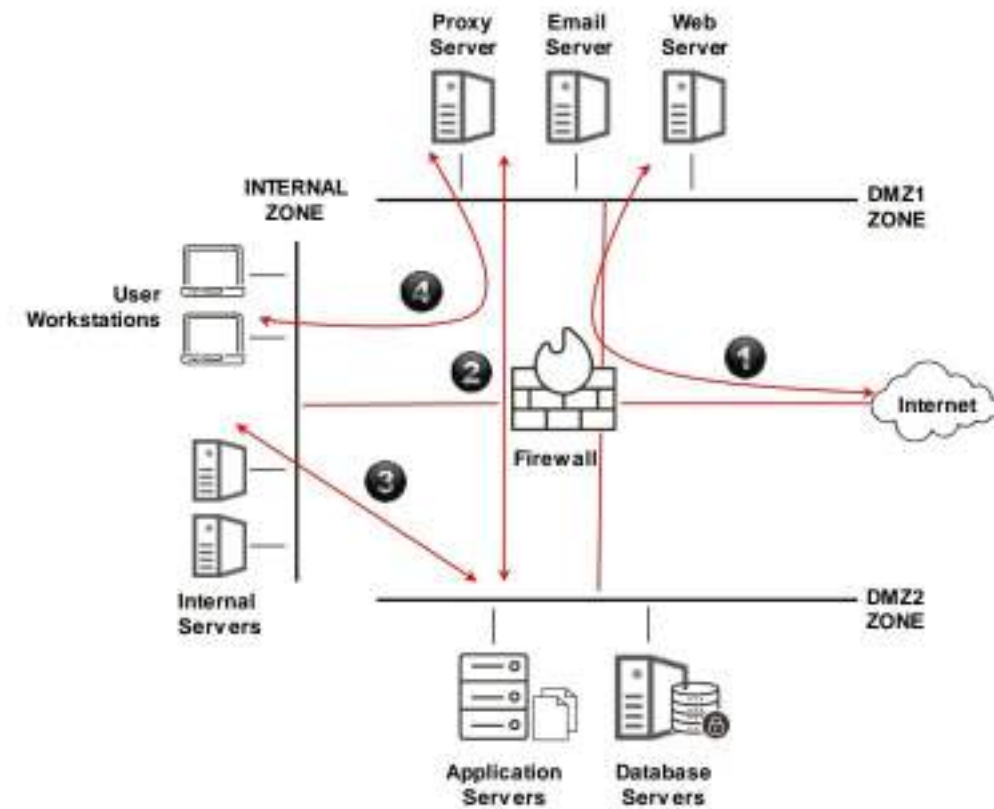 Proxy
Server
Email
Server
Web
Server
INTERNAL
ZONE
DMZ1
ZONE
User
Workstations
4
2
1
Internet
Firewall
3
Internal
Servers
DMZ2
ZONE
Application
Servers
Database
Servers